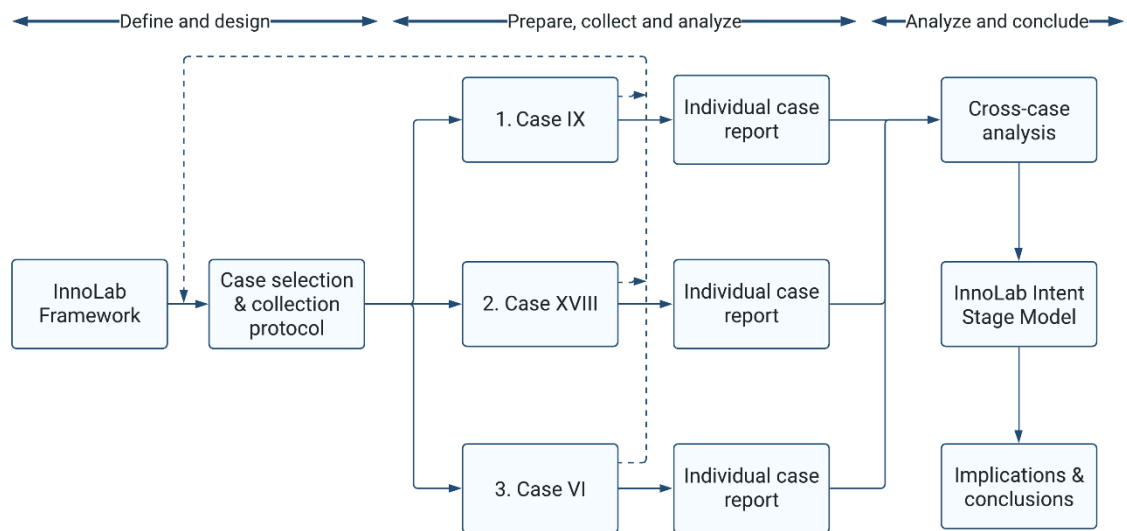 Define and design
Prepare, collect and analyze
Analyze and conclude
1. Case IX
Individual case
report
Cross-case
analysis
InnoLab
Framework
Case selection
& collection
protocol
2. Case XVIII
Individual case
report
InnoLab Intent
Stage Model
3. Case VI
Individual case
report
Implications &
conclusions